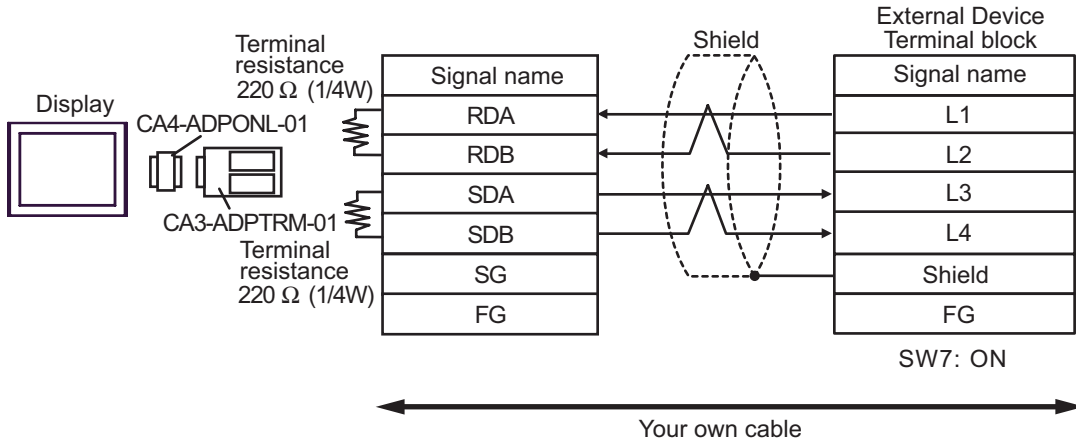 Display
CA4-ADPONL-01
CA3-ADPTRM-01
Terminal
resistance
220 Ω (1/4W)
Terminal
resistance
220 Ω (1/4W)
Signal name
RDA
RDB
SDA
SDB
SG
FG
Shield
External Device
Terminal block
Signal name
L1
L2
L3
L4
Shield
FG
SW7: ON
Your own cable